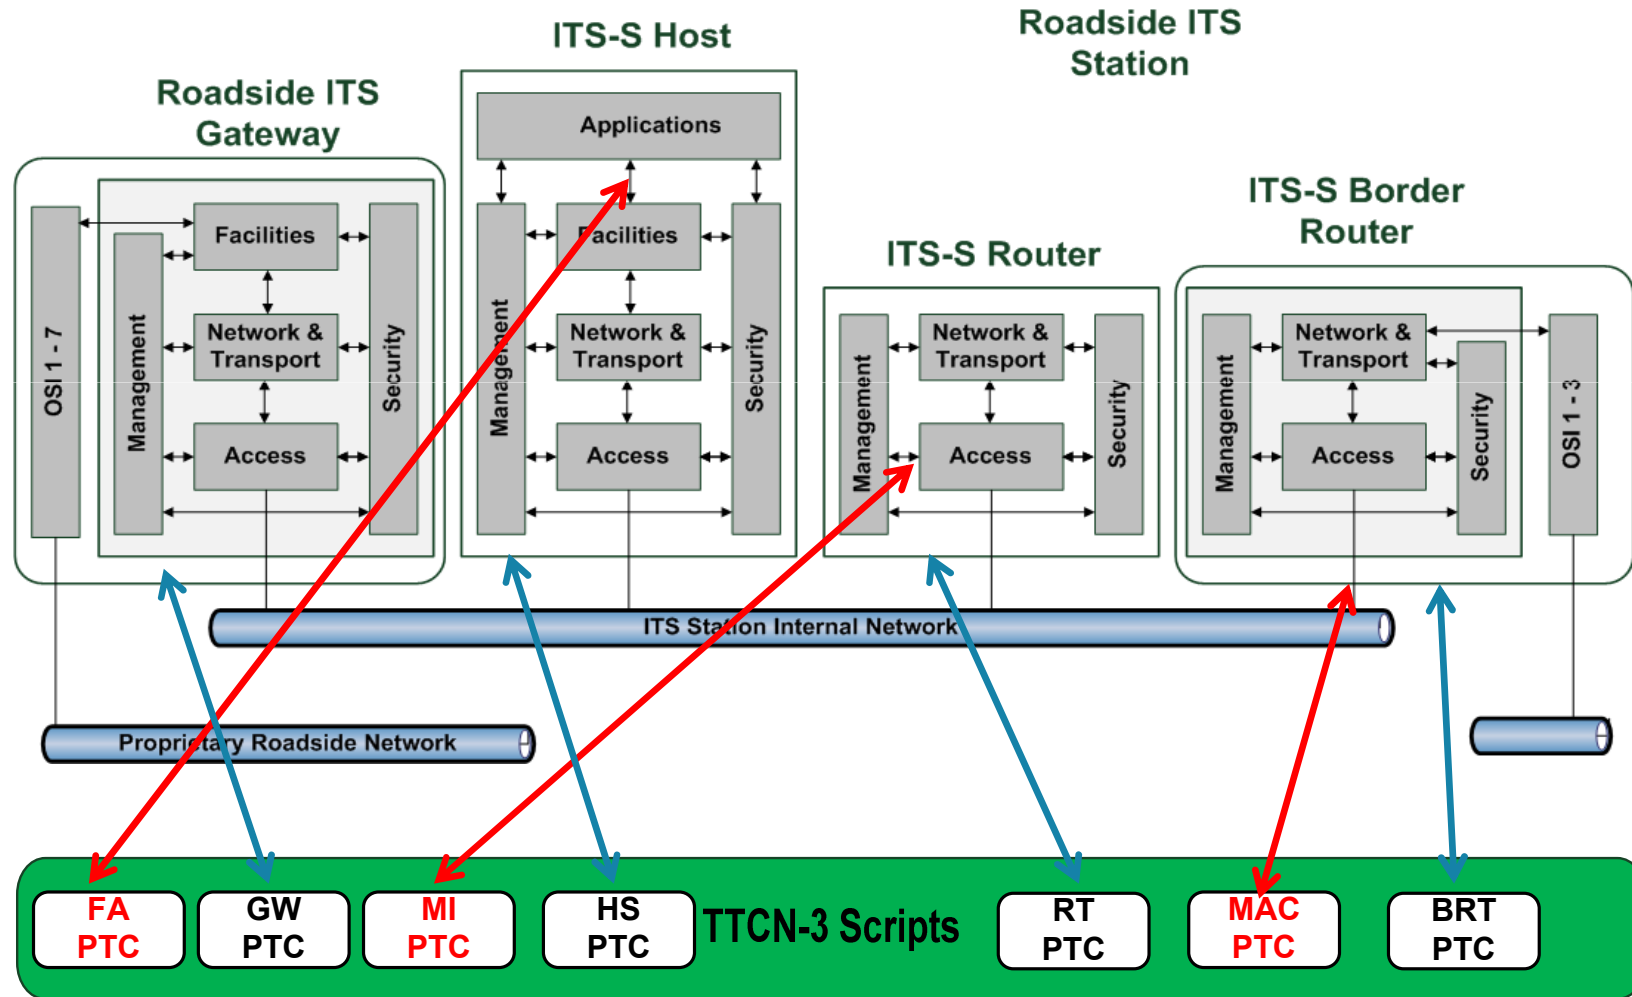 Roadside ITS
Station
ITS-S Host
Roadside ITS
Gateway
ITS-S Router
ITS-S Border
Router
OSI 1 - 7
Management
Facilities
Network &
Transport
Access
Security
Applications
Management
Facilities
Network &
Transport
Access
Security
Management
Network &
Transport
Access
Security
Management
Network &
Transport
Access
Security
OSI 1 - 3
ITS Station Internal Network
Proprietary Roadside Network
FA
PTC
GW
PTC
MI
PTC
HS
PTC
TTCN-3 Scripts
RT
PTC
MAC
PTC
BRT
PTC